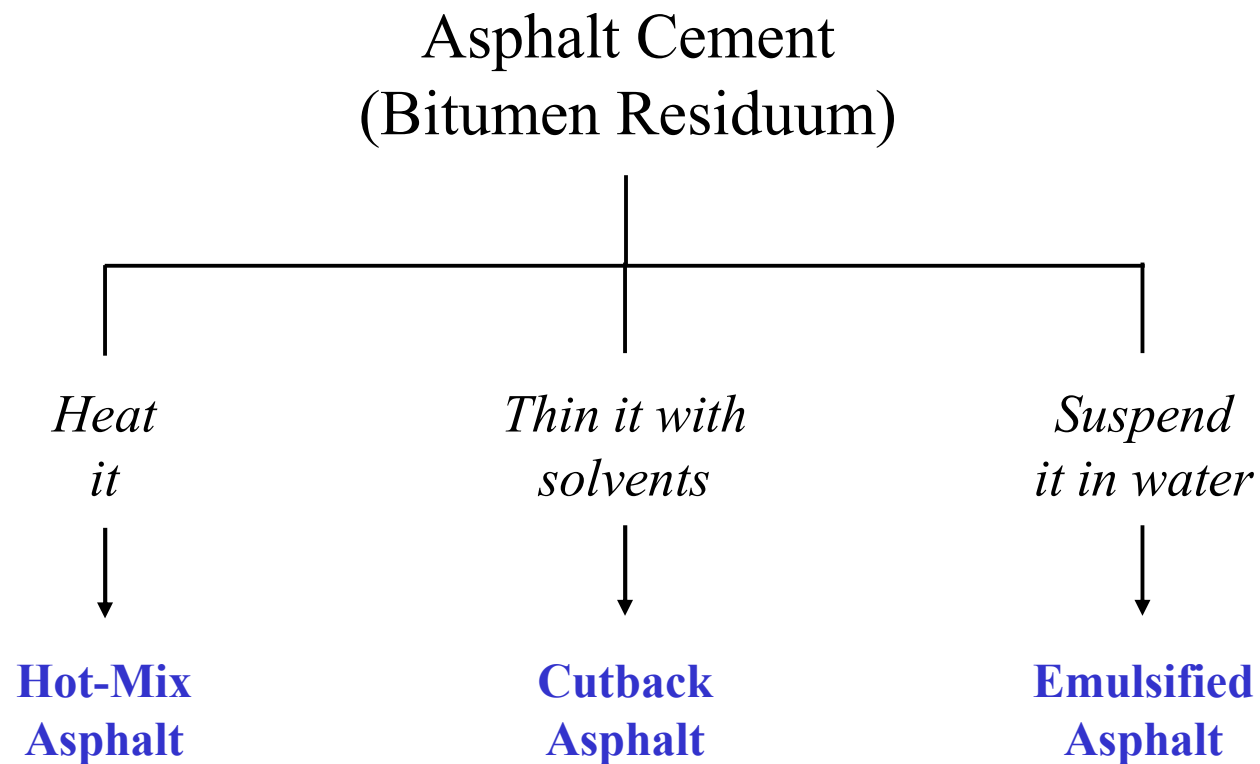 Asphalt Cement
(Bitumen Residuum)
Heat
it
Thin it with
solvents
Suspend
it in water
Hot-Mix
Asphalt
Cutback
Asphalt
Emulsified
Asphalt